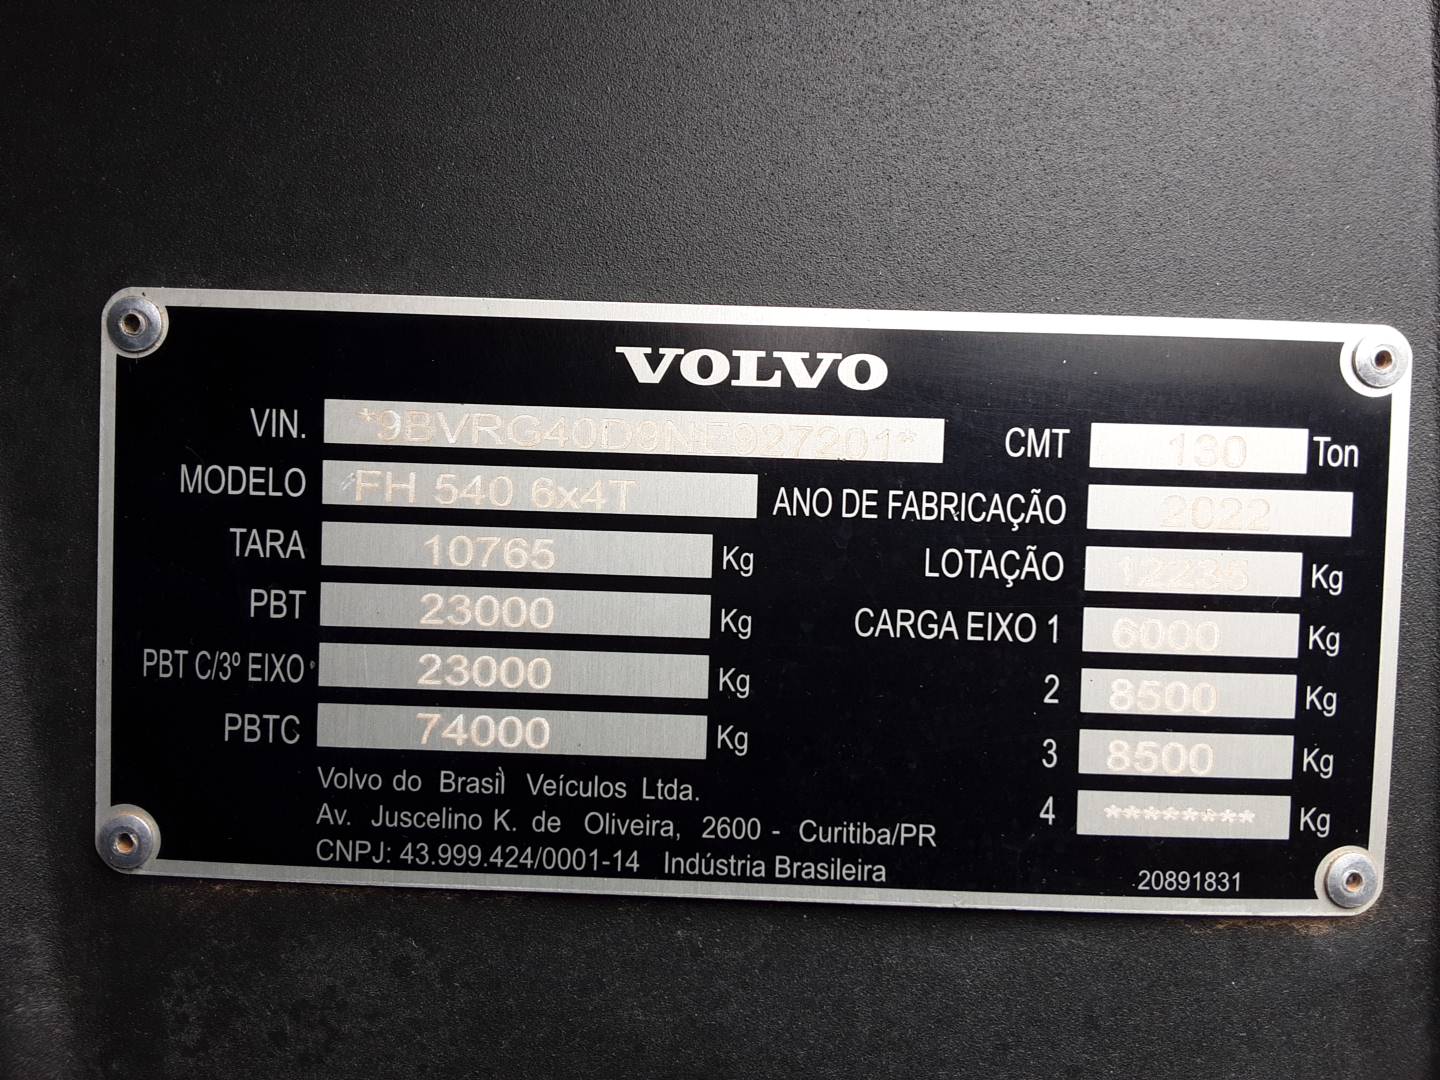 VOLVO
VIN. *9BVRG40D9NE927201* CMT 130 Ton
MODELO FH 540 6x4T ANO DE FABRICAÇÃO 2022
TARA 10765 Kg LOTAÇÃO 12235 Kg
PBT 23000 Kg CARGA EIXO 1 6000 Kg
PBT C/3º EIXO 23000 Kg 2 8500 Kg
PBTC 74000 Kg 3 8500 Kg
4 ******** Kg
Volvo do Brasil Veículos Ltda.
Av. Juscelino K. de Oliveira, 2600 - Curitiba/PR
CNPJ: 43.999.424/0001-14 Indústria Brasileira
20891831